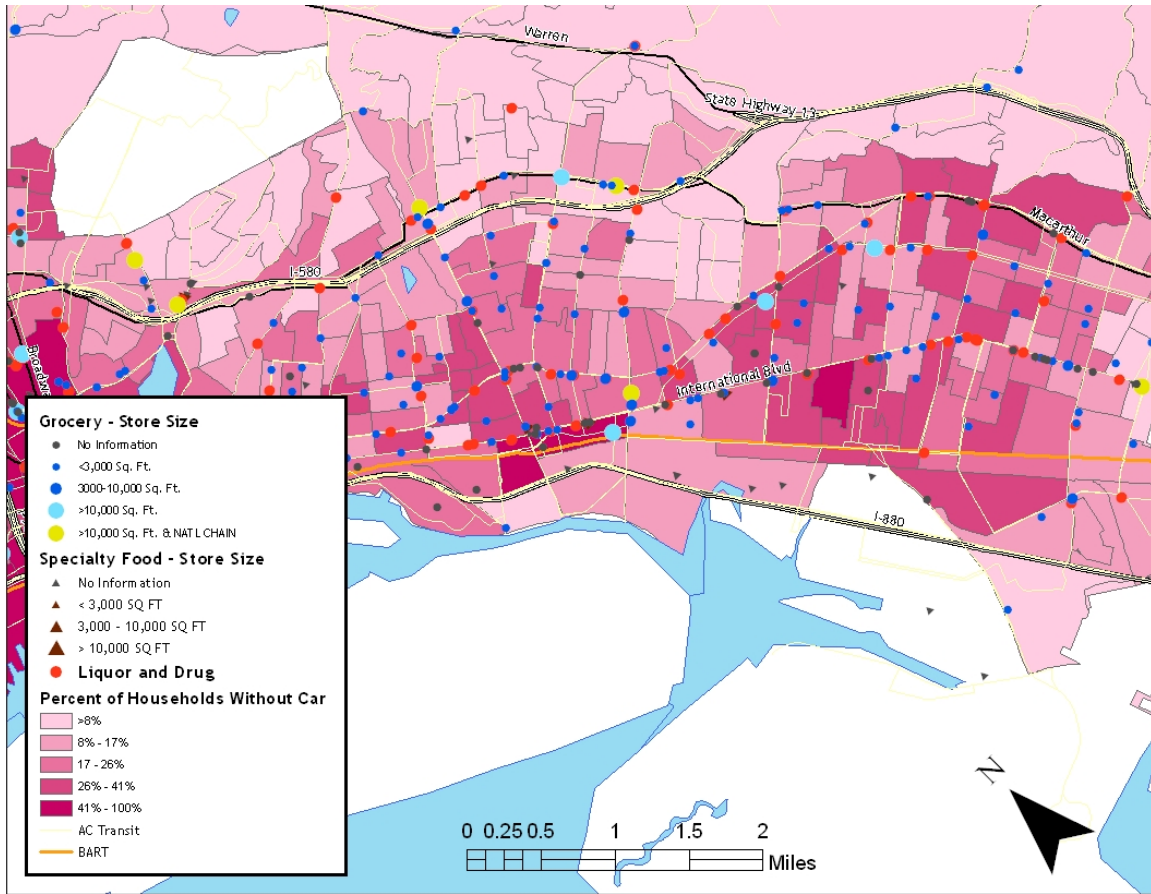 Warren
State Highway 13
Macarthur
I-580
International Blvd
I-880
Grocery - Store Size
No Information
<3,000 Sq. Ft.
3000-10,000 Sq. Ft.
>10,000 Sq. Ft.
>10,000 Sq. Ft. & NAT'L CHAIN
Specialty Food - Store Size
No Information
< 3,000 SQ FT
3,000 - 10,000 SQ FT
> 10,000 SQ FT
Liquor and Drug
Percent of Households Without Car
>8%
8% - 17%
17 - 26%
26% - 41%
41% - 100%
AC Transit
BART
N
0 0.25 0.5 1 1.5 2
Miles